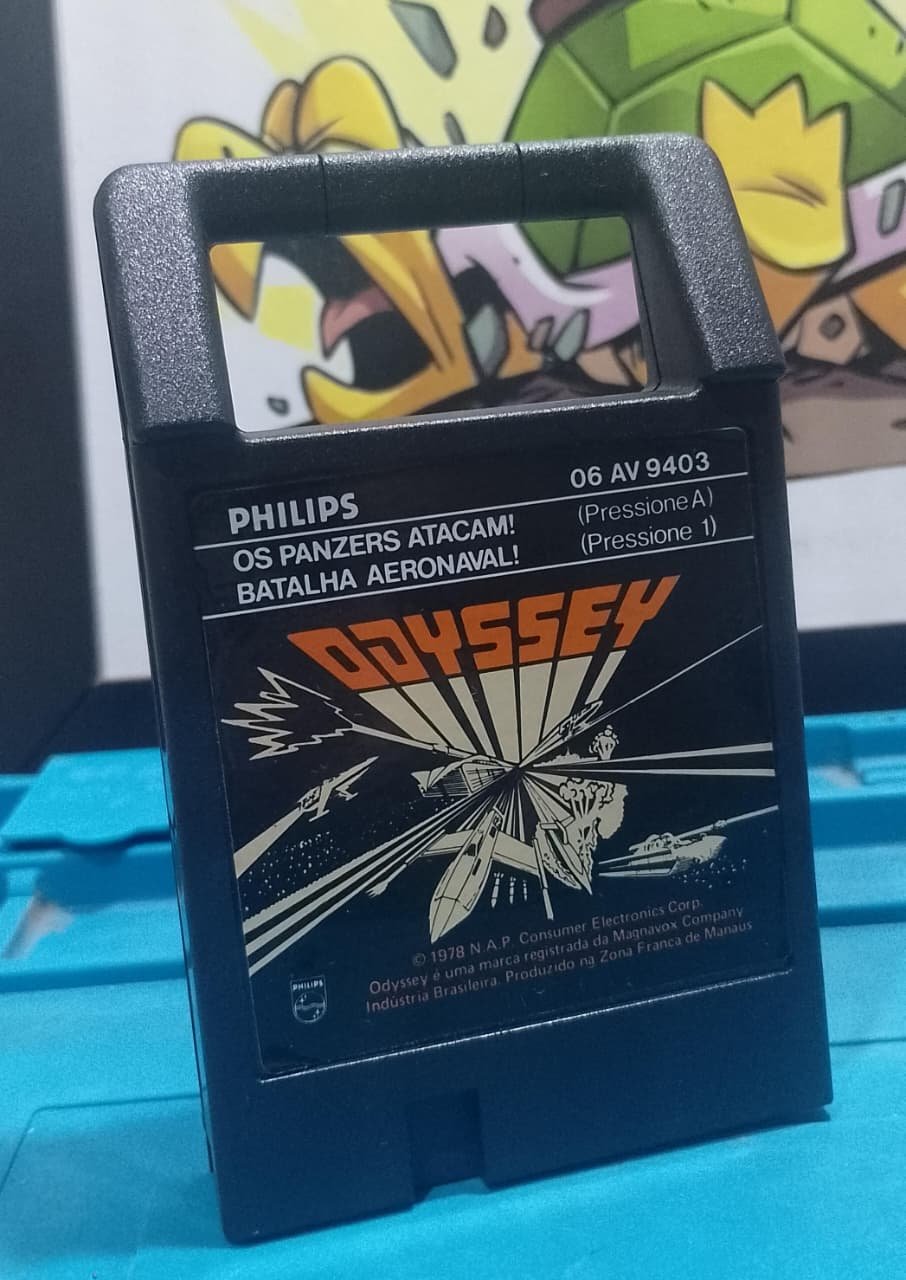 PHILIPS 06 AV 9403
OS PANZERS ATACAM! (Pressione A)
BATALHA AERONAVAL! (Pressione 1)
ODYSSEY
© 1978 N.A.P. Consumer Electronics Corp.
Odyssey é uma marca registrada da Magnavox Company
Indústria Brasileira. Produzido na Zona Franca de Manaus
PHILIPS